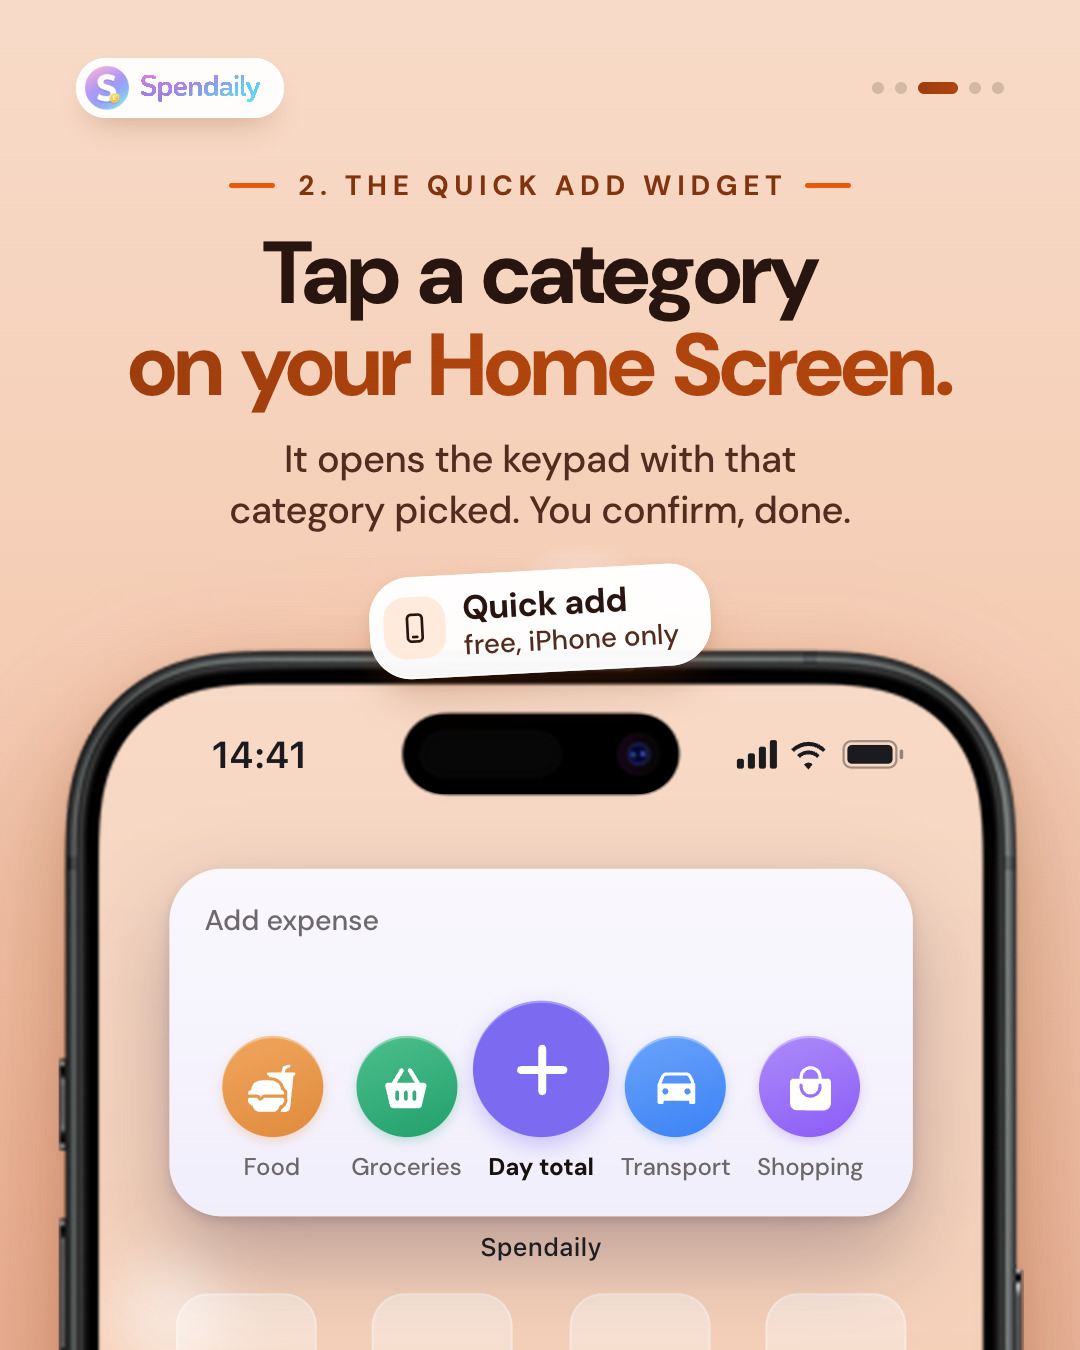 Spendaily
2. THE QUICK ADD WIDGET
Tap a category
on your Home Screen.
It opens the keypad with that
category picked. You confirm, done.
Quick add
free, iPhone only
14:41
Add expense
Food
Groceries
Day total
Transport
Shopping
Spendaily